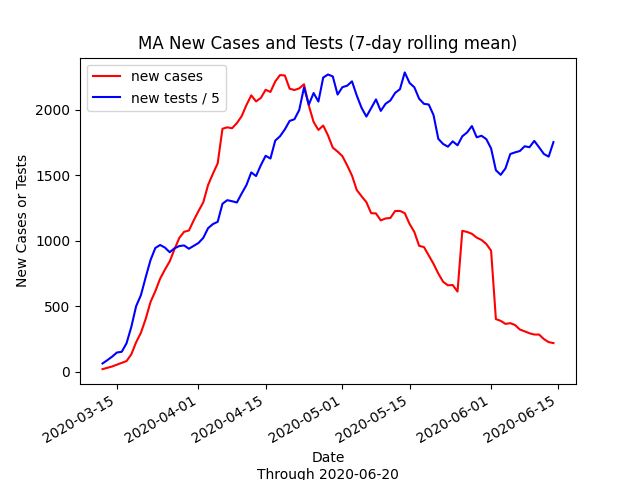 MA New Cases and Tests (7-day rolling mean)
new cases
new tests / 5
New Cases or Tests
2000
1500
1000
500
0
2020-03-15
2020-04-01
2020-04-15
2020-05-01
2020-05-15
2020-06-01
2020-06-15
Date
Through 2020-06-20